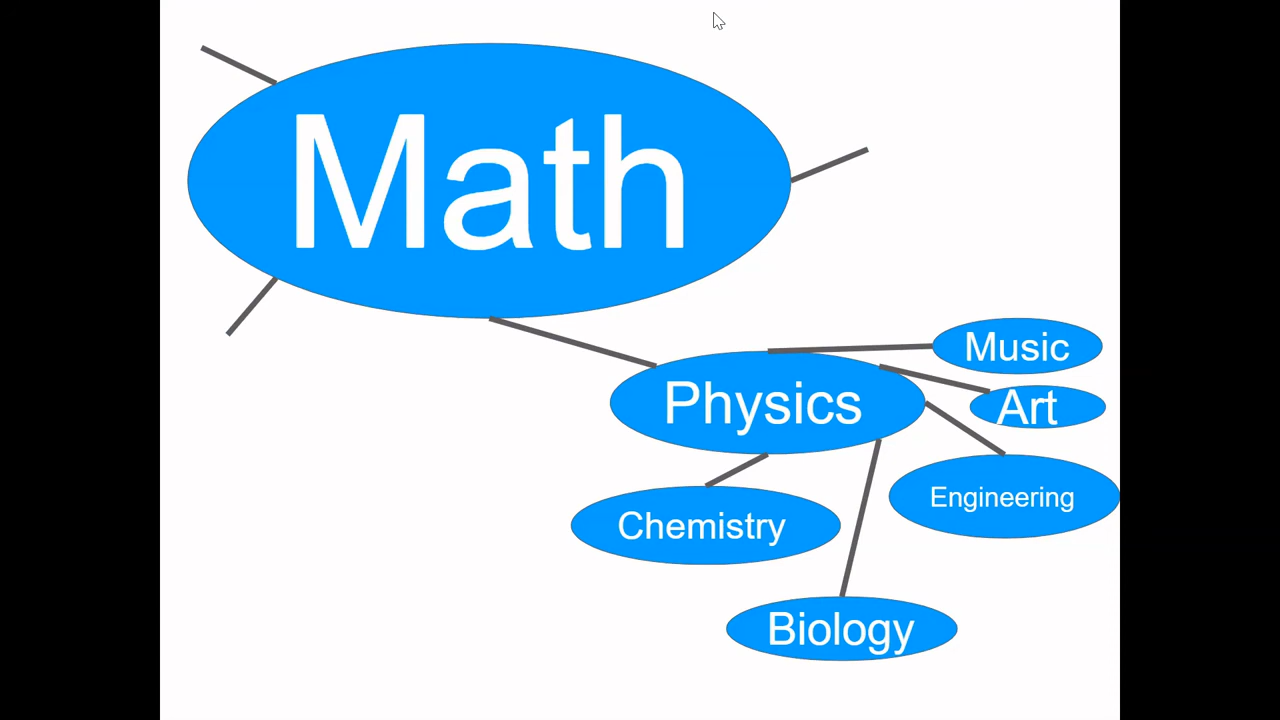 Math
Music
Physics
Art
Engineering
Chemistry
Biology